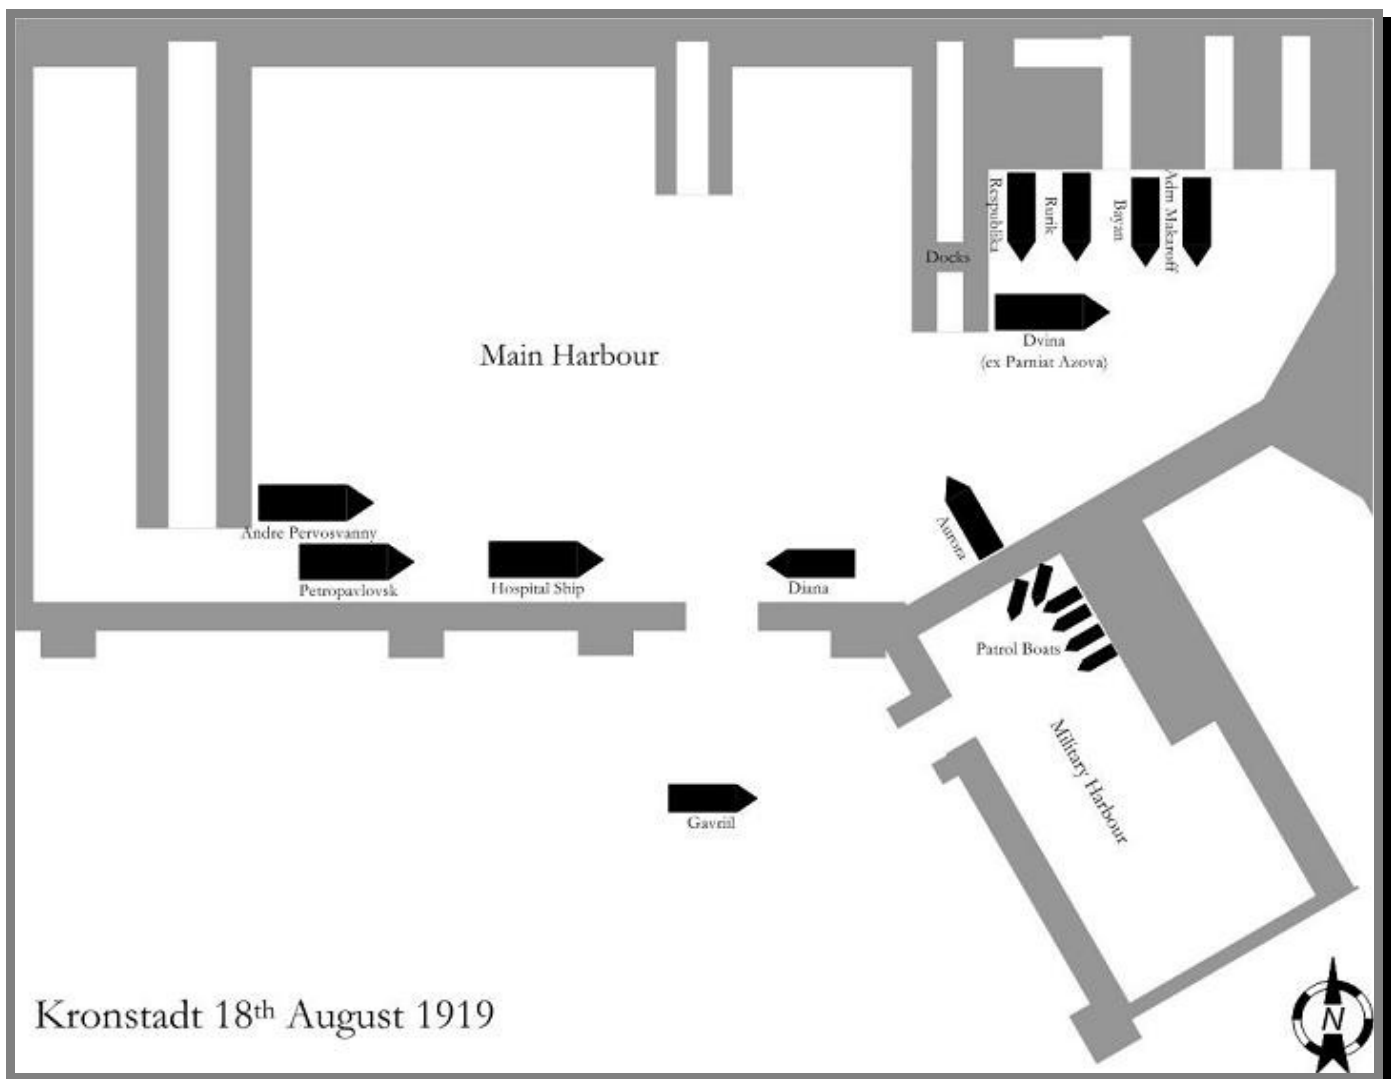 Respublika
Rurik
Bayan
Adm Makaroff
Docks
Dvina
(ex Pamiat Azova)
Main Harbour
Andre Pervosvanny
Petropavlovsk
Hospital Ship
Diana
Aurora
Patrol Boats
Military Harbour
Gavriil
Kronstadt 18th August 1919
N